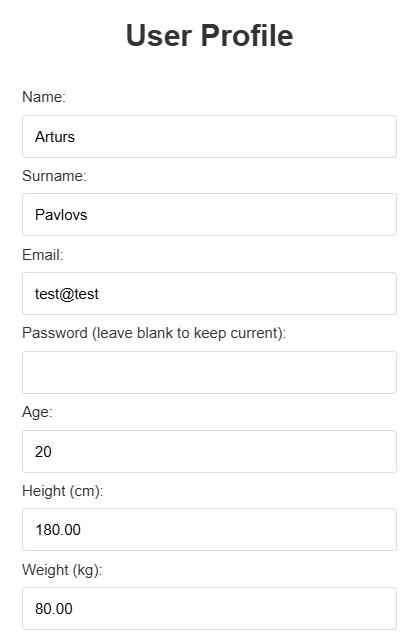 User Profile
Name:
Arturs
Surname:
Pavlovs
Email:
test@test
Password (leave blank to keep current):
Age:
20
Height (cm):
180.00
Weight (kg):
80.00